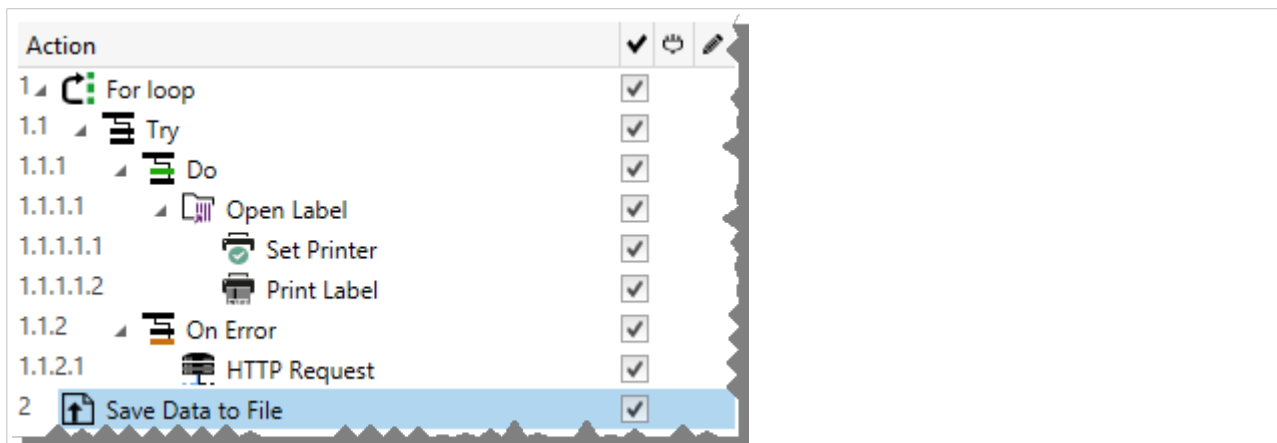 Action
1 For loop
1.1 Try
1.1.1 Do
1.1.1.1 Open Label
1.1.1.1.1 Set Printer
1.1.1.1.2 Print Label
1.1.2 On Error
1.1.2.1 HTTP Request
2 Save Data to File